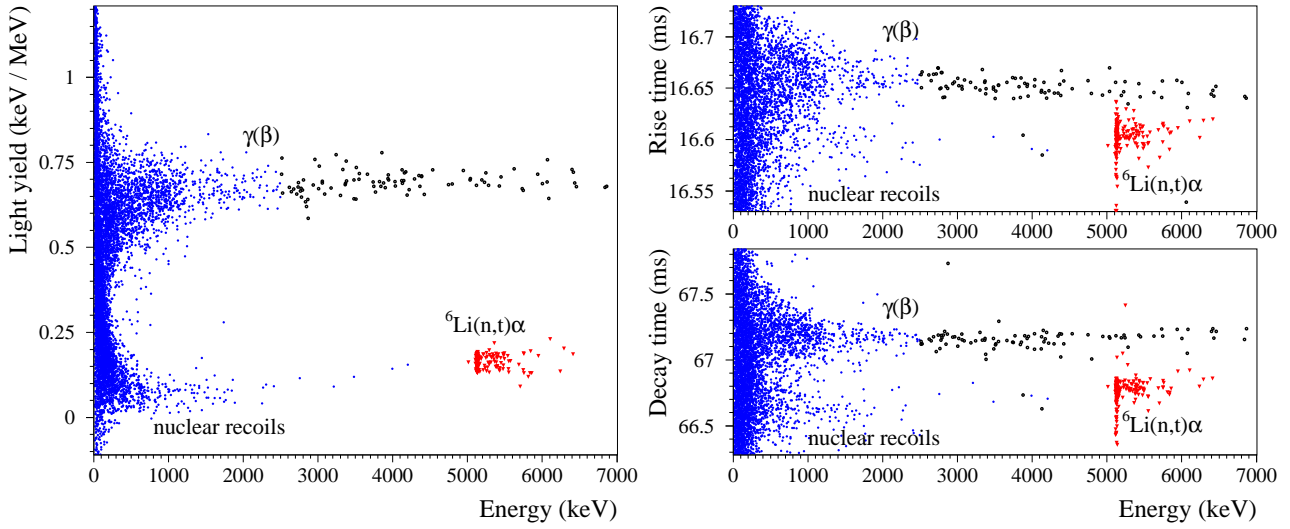 Light yield (keV / MeV)
1
0.75
0.5
0.25
0
γ(β)
⁶Li(n,t)α
nuclear recoils
0 1000 2000 3000 4000 5000 6000 7000
Energy (keV)
Rise time (ms)
16.7
16.65
16.6
16.55
γ(β)
⁶Li(n,t)α
nuclear recoils
0 1000 2000 3000 4000 5000 6000 7000
Decay time (ms)
67.5
67
66.5
γ(β)
⁶Li(n,t)α
nuclear recoils
0 1000 2000 3000 4000 5000 6000 7000
Energy (keV)